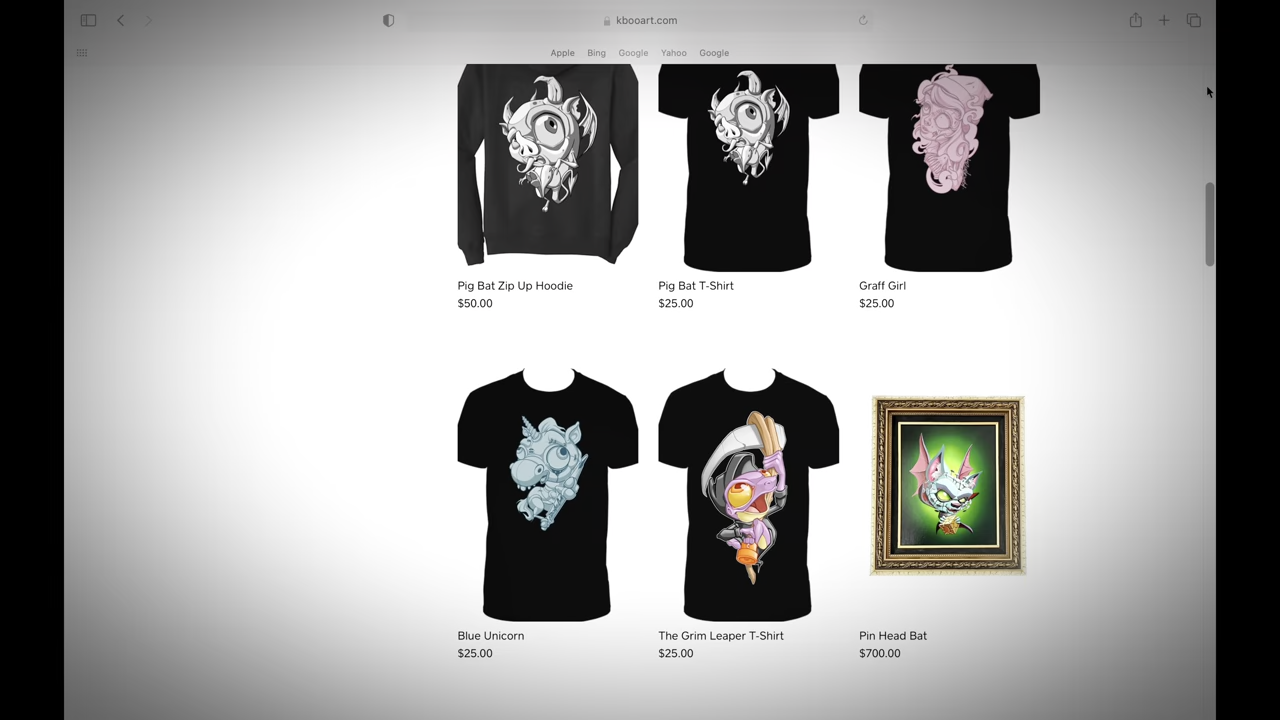 kbooart.com
Apple Bing Google Yahoo Google
Pig Bat Zip Up Hoodie
$50.00
Pig Bat T-Shirt
$25.00
Graff Girl
$25.00
Blue Unicorn
$25.00
The Grim Leaper T-Shirt
$25.00
Pin Head Bat
$700.00